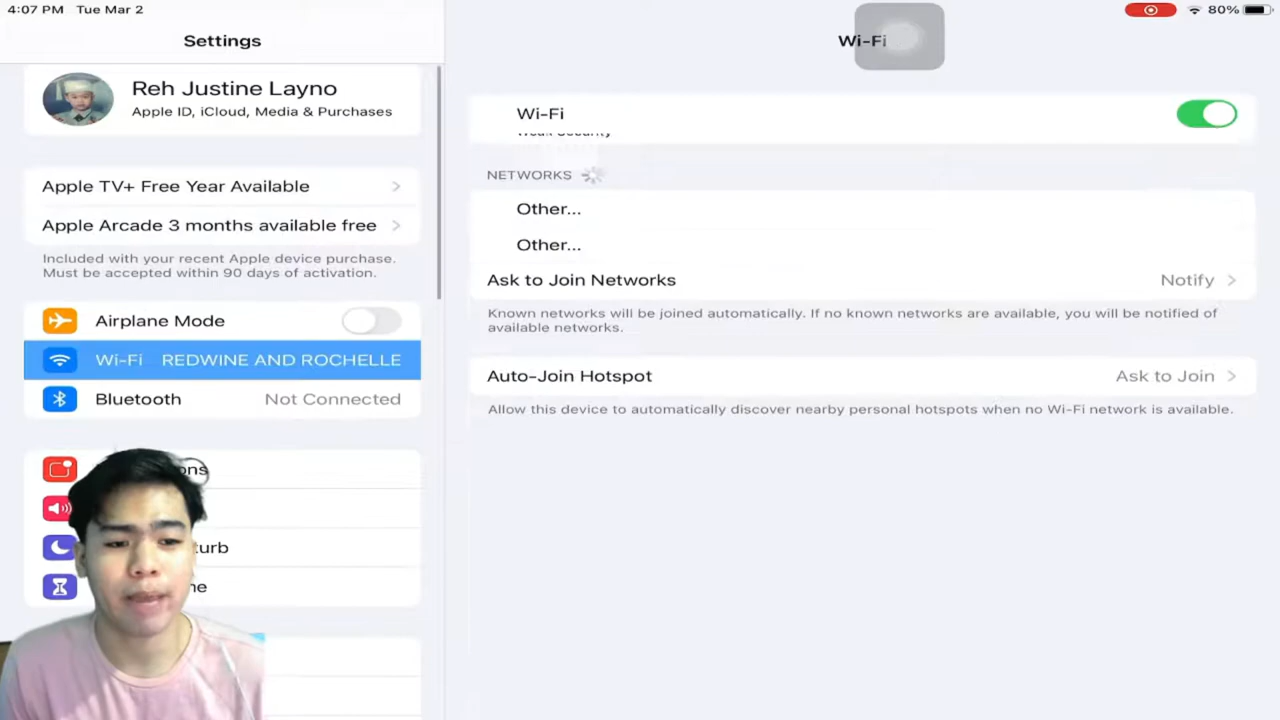 4:07 PM Tue Mar 2
80%
Settings
Wi-Fi
Reh Justine Layno
Apple ID, iCloud, Media & Purchases
Apple TV+ Free Year Available
Apple Arcade 3 months available free
Included with your recent Apple device purchase.
Must be accepted within 90 days of activation.
Airplane Mode
Wi-Fi REDWINE AND ROCHELLE
Bluetooth Not Connected
ons
urb
ne
Wi-Fi
Weak Security
NETWORKS
Other...
Other...
Ask to Join Networks Notify
Known networks will be joined automatically. If no known networks are available, you will be notified of
available networks.
Auto-Join Hotspot Ask to Join
Allow this device to automatically discover nearby personal hotspots when no Wi-Fi network is available.